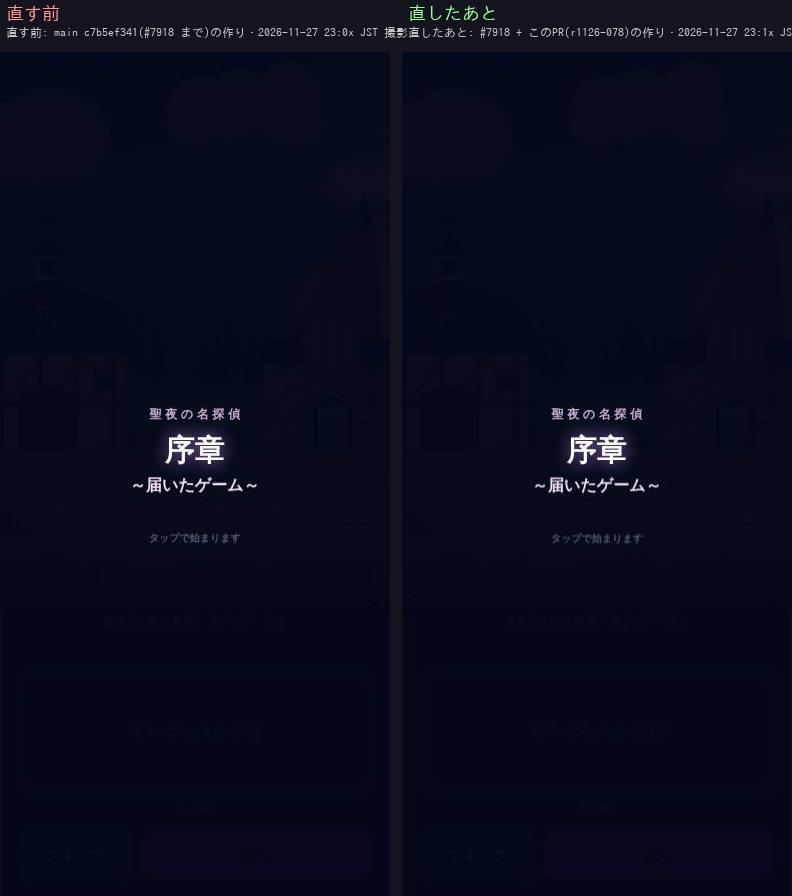 直す前
直す前: main c7b5ef341(#7918 まで)の作り・2026-11-27 23:0x JST 撮影
聖夜の名探偵
序章
～届いたゲーム～
タップで始まります
スキップ
直したあと
直したあと: #7918 + このPR(r1126-078)の作り・2026-11-27 23:1x JS
聖夜の名探偵
序章
～届いたゲーム～
タップで始まります
スキップ